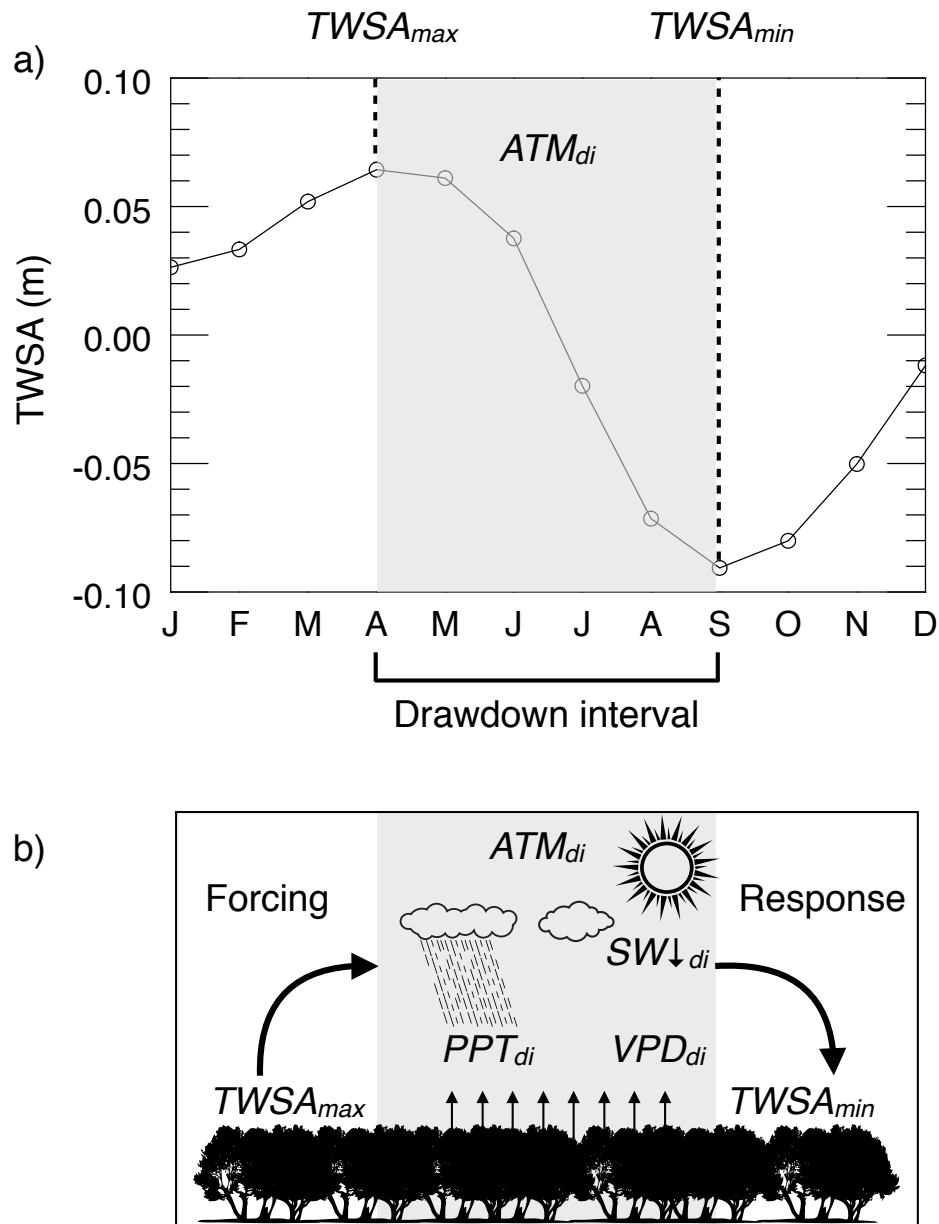 TWSAmax TWSAmin
a)
0.10
ATMdi
0.05
TWSA (m)
0.00
-0.05
-0.10
J F M A M J J A S O N D
Drawdown interval
b)
ATMdi
Forcing Response
SW↓di
PPTdi VPDdi
TWSAmax TWSAmin